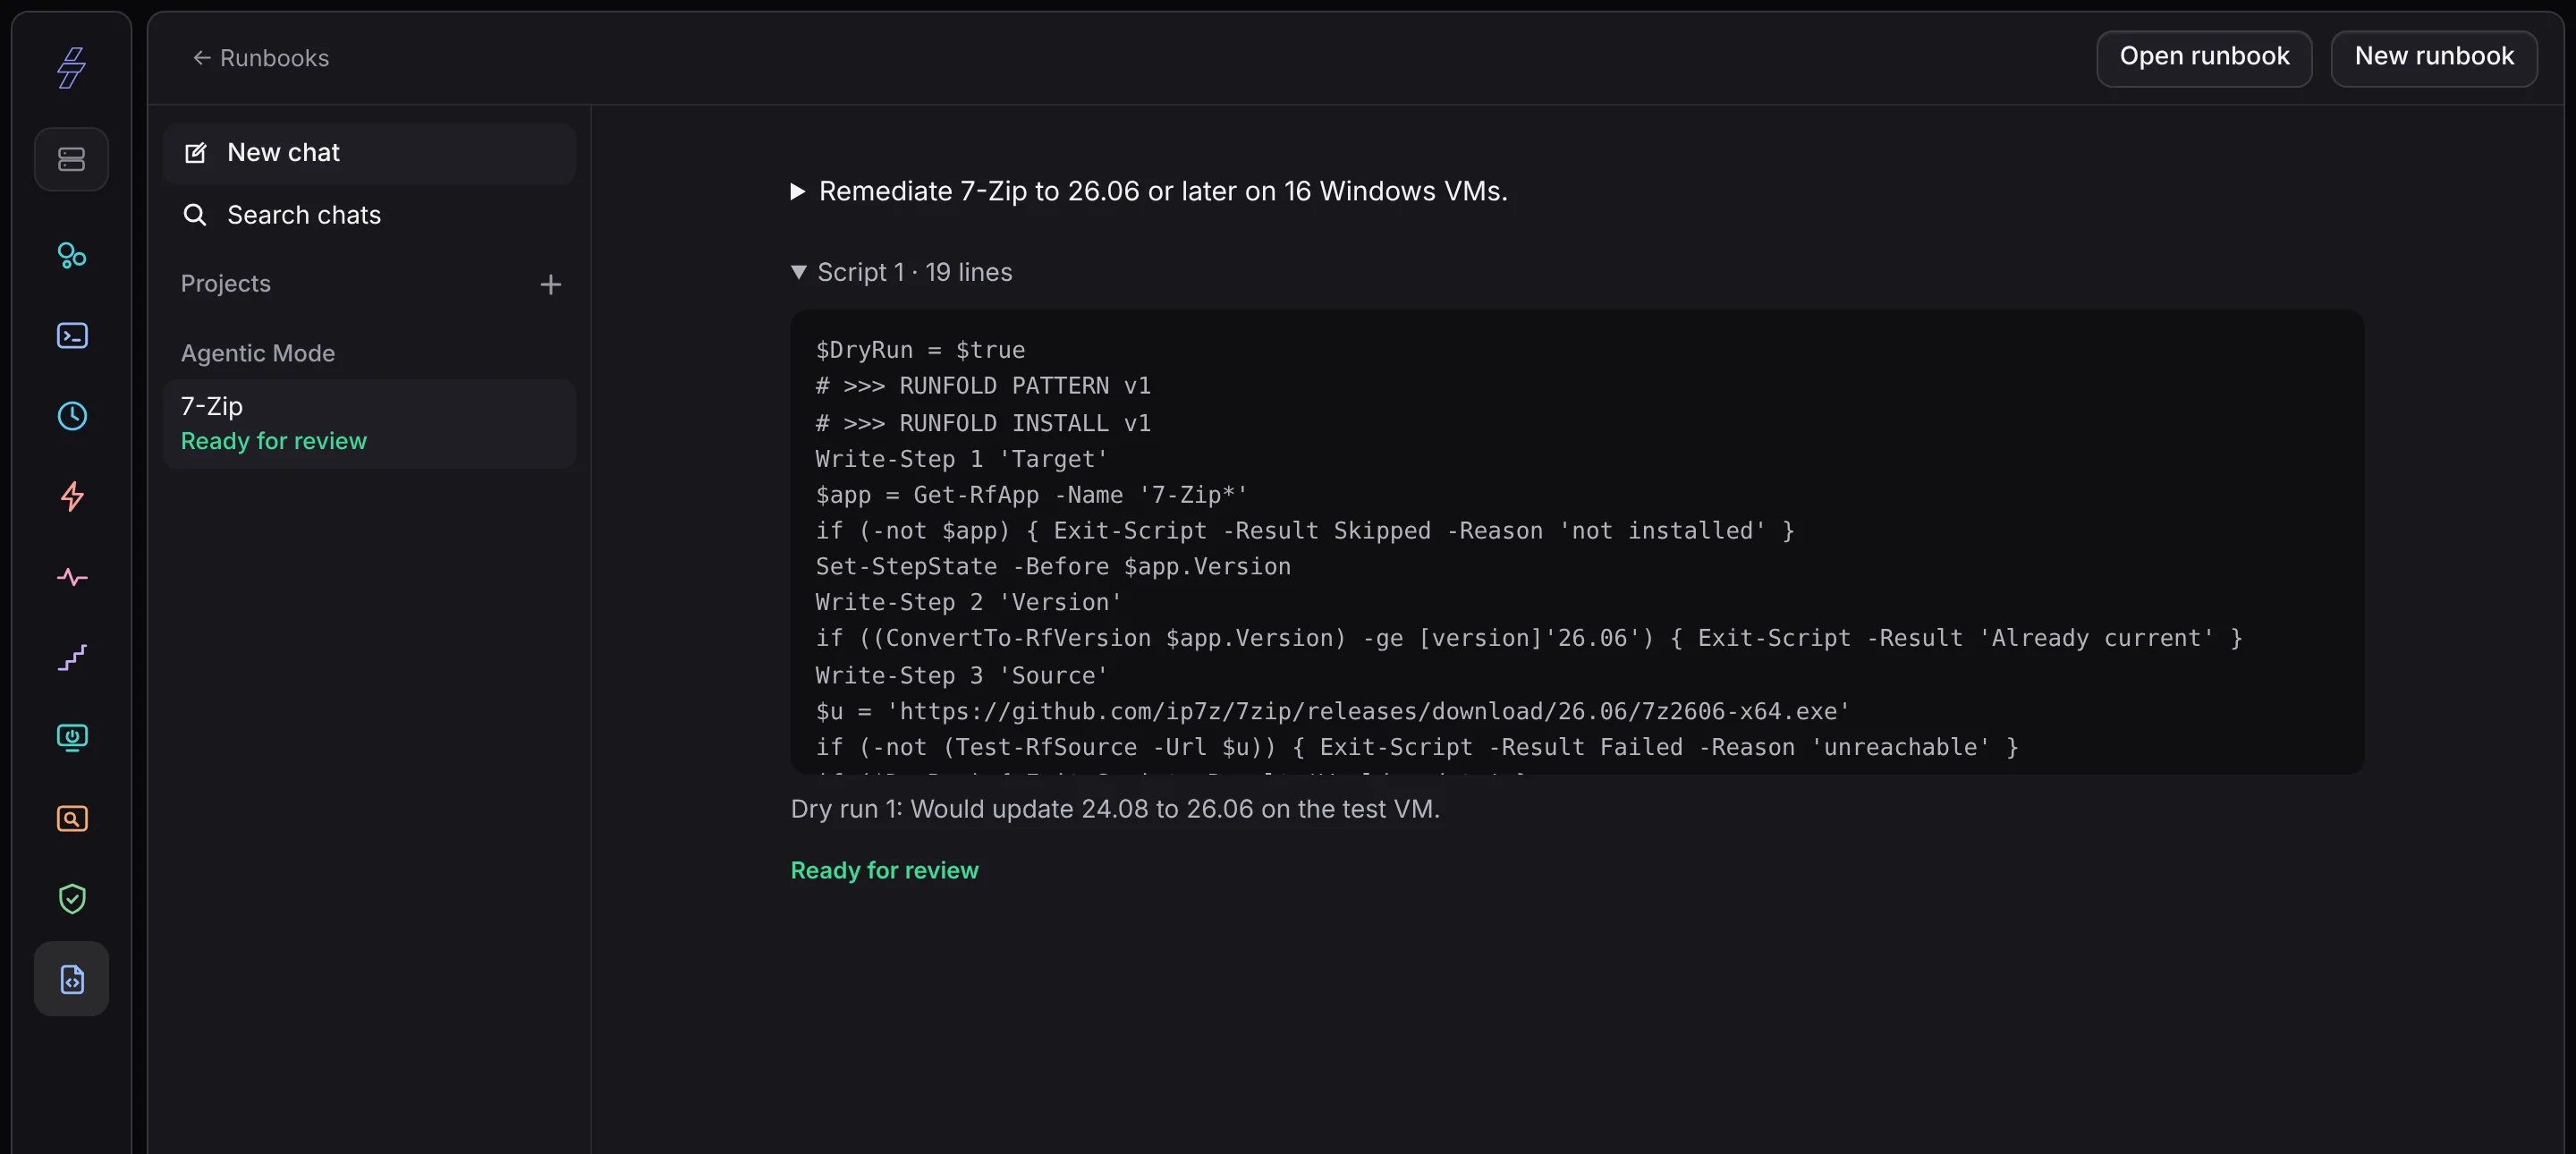 ← Runbooks
Open runbook
New runbook
New chat
Search chats
Projects
Agentic Mode
7-Zip
Ready for review
▶ Remediate 7-Zip to 26.06 or later on 16 Windows VMs.
▼ Script 1 · 19 lines
$DryRun = $true
# >>> RUNFOLD PATTERN v1
# >>> RUNFOLD INSTALL v1
Write-Step 1 'Target'
$app = Get-RfApp -Name '7-Zip*'
if (-not $app) { Exit-Script -Result Skipped -Reason 'not installed' }
Set-StepState -Before $app.Version
Write-Step 2 'Version'
if ((ConvertTo-RfVersion $app.Version) -ge [version]'26.06') { Exit-Script -Result 'Already current' }
Write-Step 3 'Source'
$u = 'https://github.com/ip7z/7zip/releases/download/26.06/7z2606-x64.exe'
if (-not (Test-RfSource -Url $u)) { Exit-Script -Result Failed -Reason 'unreachable' }
Dry run 1: Would update 24.08 to 26.06 on the test VM.
Ready for review